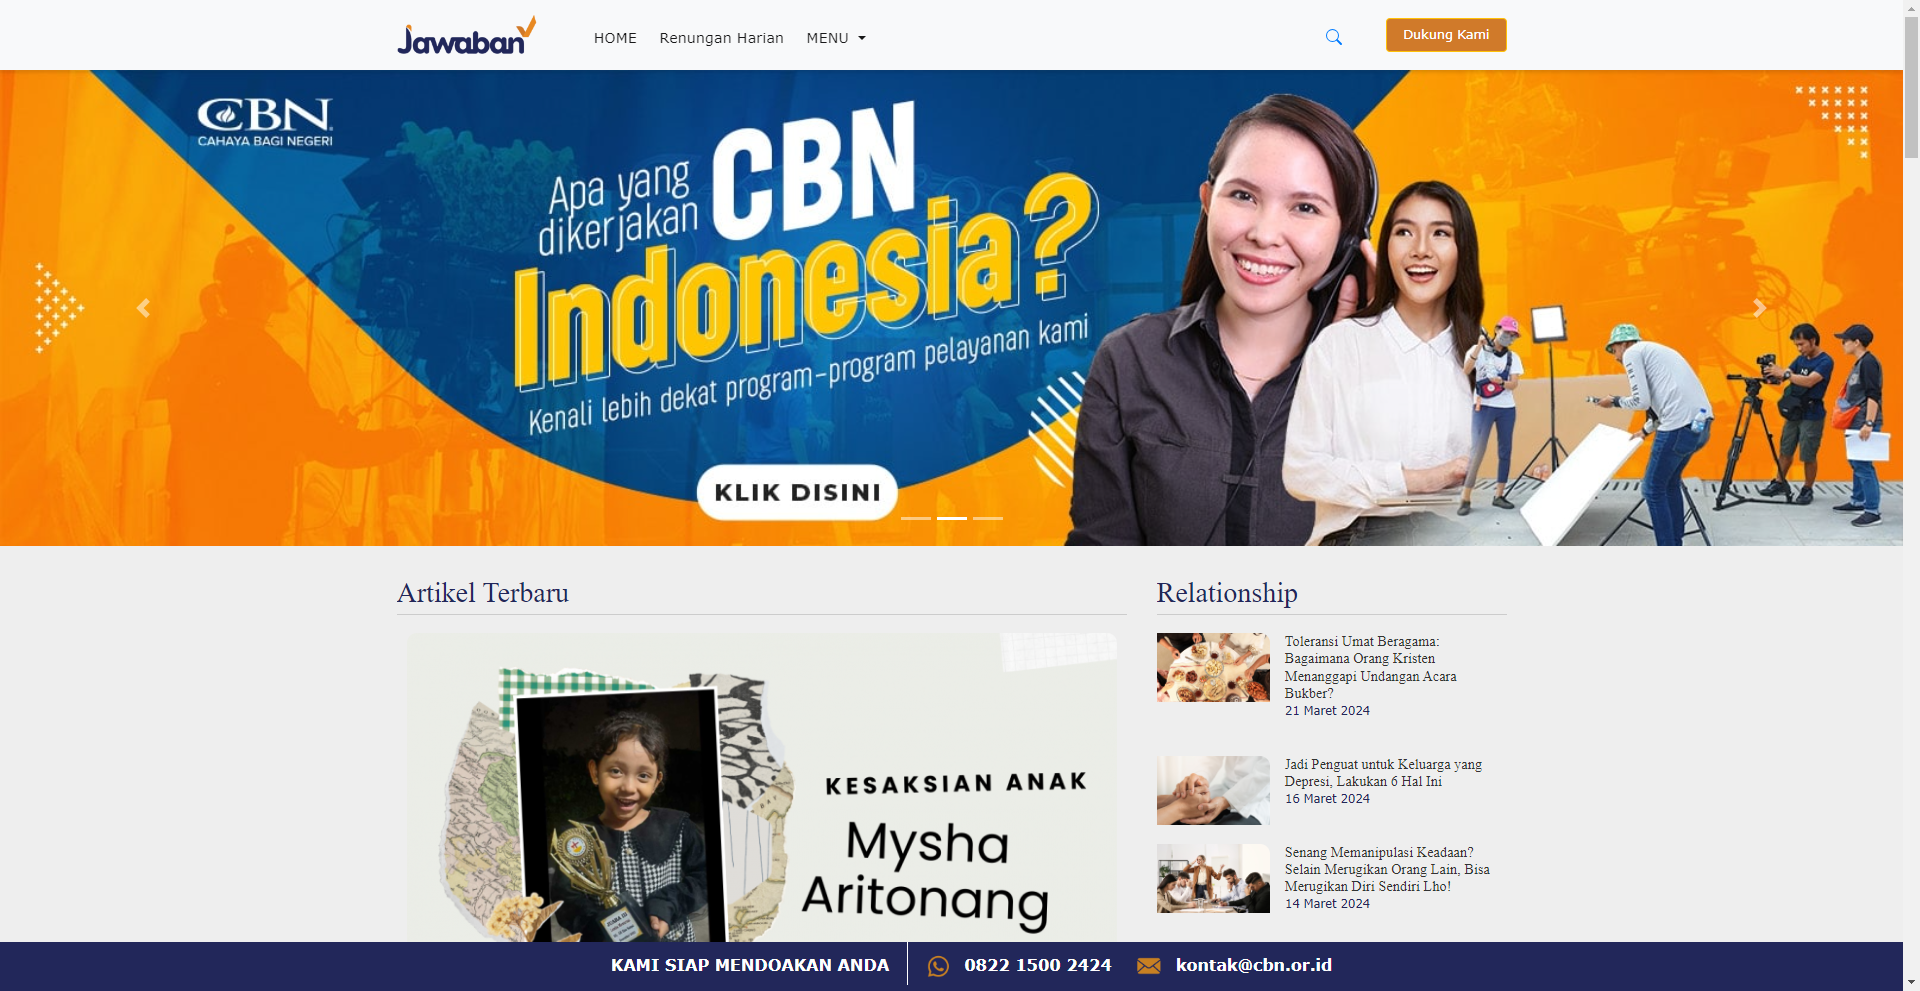 Jawaban
HOME
Renungan Harian
MENU
Dukung Kami
CBN
CAHAYA BAGI NEGERI
Apa yang
dikerjakan
CBN
Indonesia?
Kenali lebih dekat program-program pelayanan kami
KLIK DISINI
Artikel Terbaru
KESAKSIAN ANAK
Mysha
Aritonang
Relationship
Toleransi Umat Beragama:
Bagaimana Orang Kristen
Menanggapi Undangan Acara
Bukber?
21 Maret 2024
Jadi Penguat untuk Keluarga yang
Depresi, Lakukan 6 Hal Ini
16 Maret 2024
Senang Memanipulasi Keadaan?
Selain Merugikan Orang Lain, Bisa
Merugikan Diri Sendiri Lho!
14 Maret 2024
KAMI SIAP MENDOAKAN ANDA
0822 1500 2424
kontak@cbn.or.id